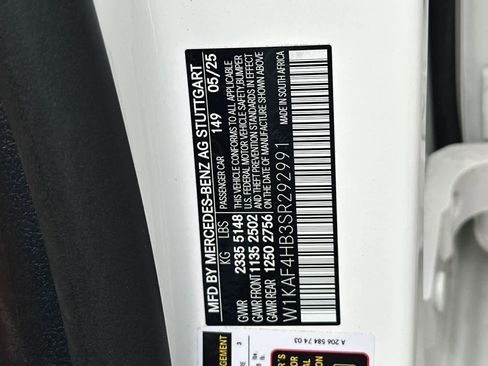 MFD BY MERCEDES-BENZ AG STUTTGART
KG LBS PASSENGER CAR 149 05/25
GVWR 2335 5148
GAWR FRONT 1135 2502
GAWR REAR 1250 2756
THIS VEHICLE CONFORMS TO ALL APPLICABLE
U.S. FEDERAL MOTOR VEHICLE SAFETY, BUMPER
AND THEFT PREVENTION STANDARDS IN EFFECT
ON THE DATE OF MANUFACTURE SHOWN ABOVE
W1KAF4HB3SR292991
MADE IN SOUTH AFRICA
A 206 584 74 03